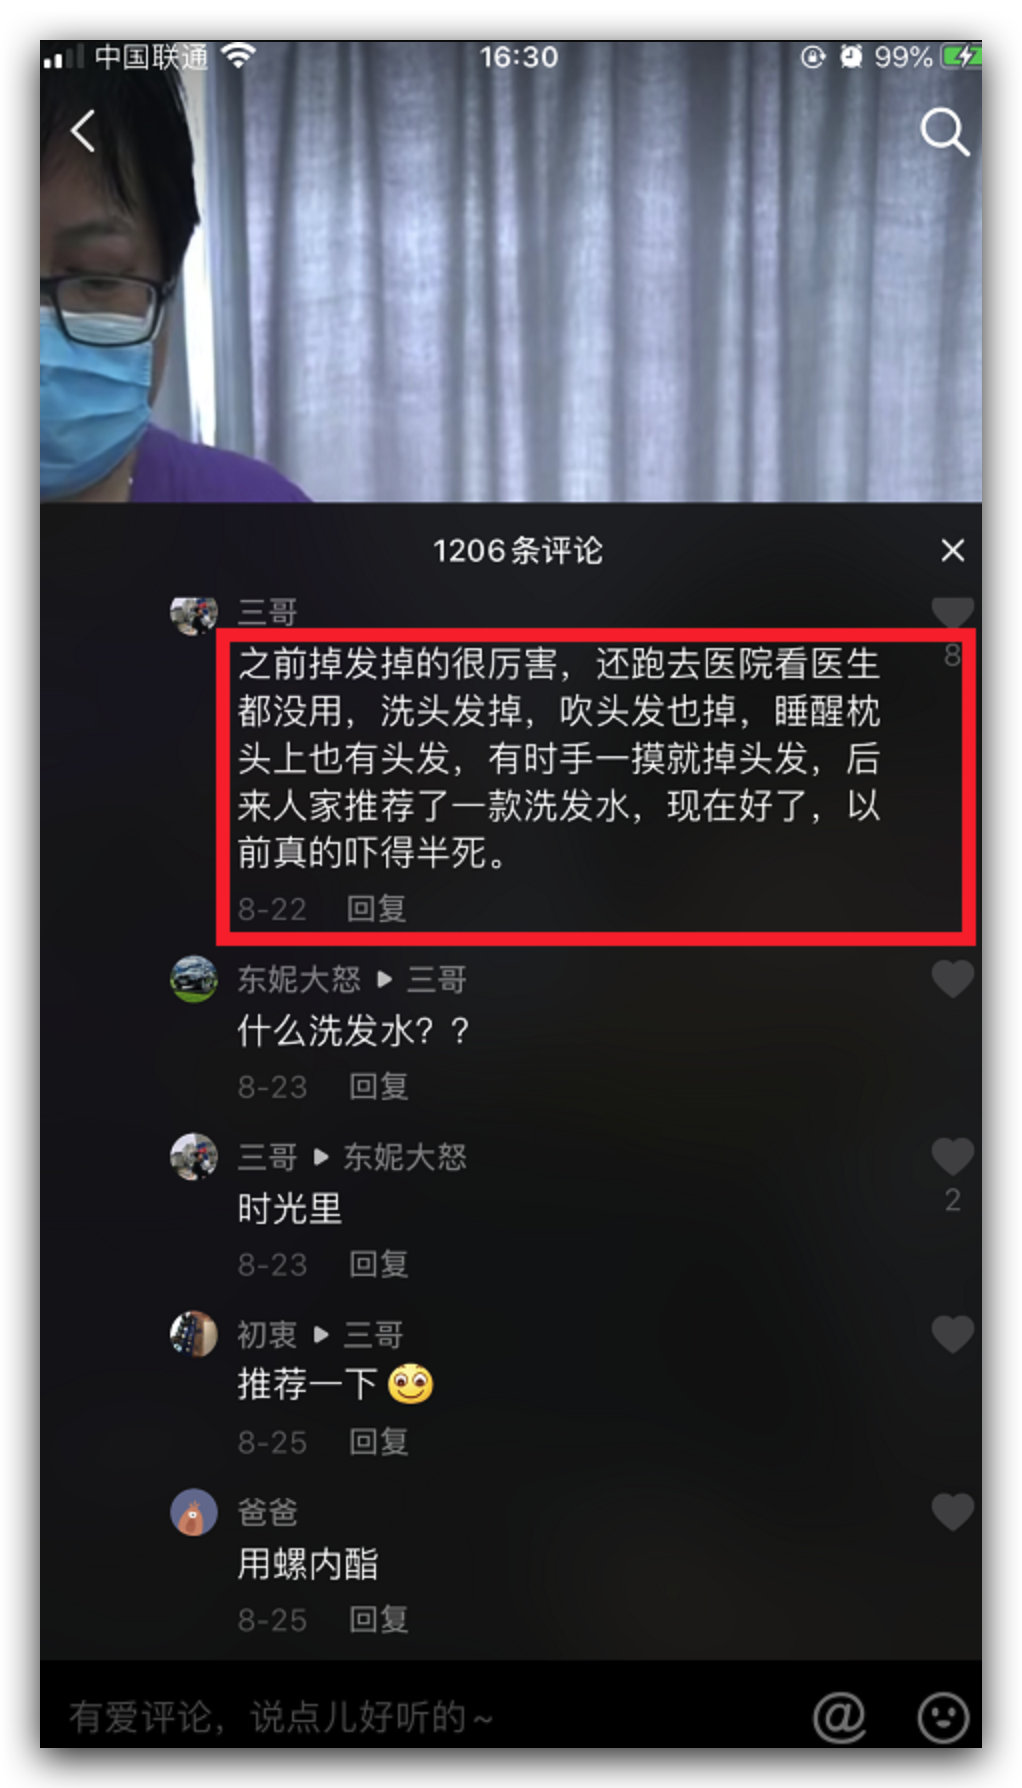 中国联通 16:30 99%
1206条评论
三哥
8
之前掉发掉的很厉害，还跑去医院看医生
都没用，洗头发掉，吹头发也掉，睡醒枕
头上也有头发，有时手一摸就掉头发，后
来人家推荐了一款洗发水，现在好了，以
前真的吓得半死。
8-22 回复
东妮大怒 ▶ 三哥
什么洗发水？？
8-23 回复
三哥 ▶ 东妮大怒
2
时光里
8-23 回复
初衷 ▶ 三哥
推荐一下
8-25 回复
爸爸
用螺内酯
8-25 回复
有爱评论，说点儿好听的~
@